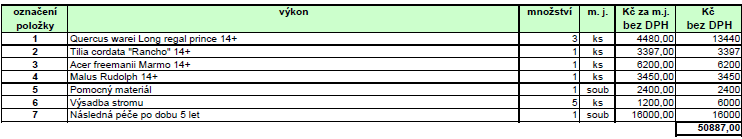 označení položky výkon množství m. j. Kč za m.j. bez DPH Kč bez DPH
1 Quercus warei Long regal prince 14+ 3 ks 4480,00 13440
2 Tilia cordata "Rancho" 14+ 1 ks 3397,00 3397
3 Acer freemanii Marmo 14+ 1 ks 6200,00 6200
4 Malus Rudolph 14+ 1 ks 3450,00 3450
5 Pomocný materiál 1 soub 2400,00 2400
6 Výsadba stromu 5 ks 1200,00 6000
7 Následná péče po dobu 5 let 1 soub 16000,00 16000
50887,00